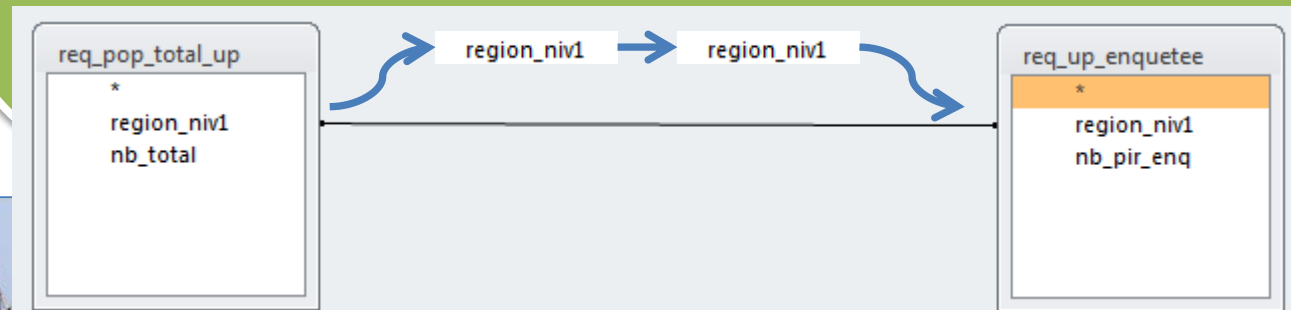 req_pop_total_up
*
region_niv1
nb_total
region_niv1
region_niv1
req_up_enquetee
*
region_niv1
nb_pir_enq